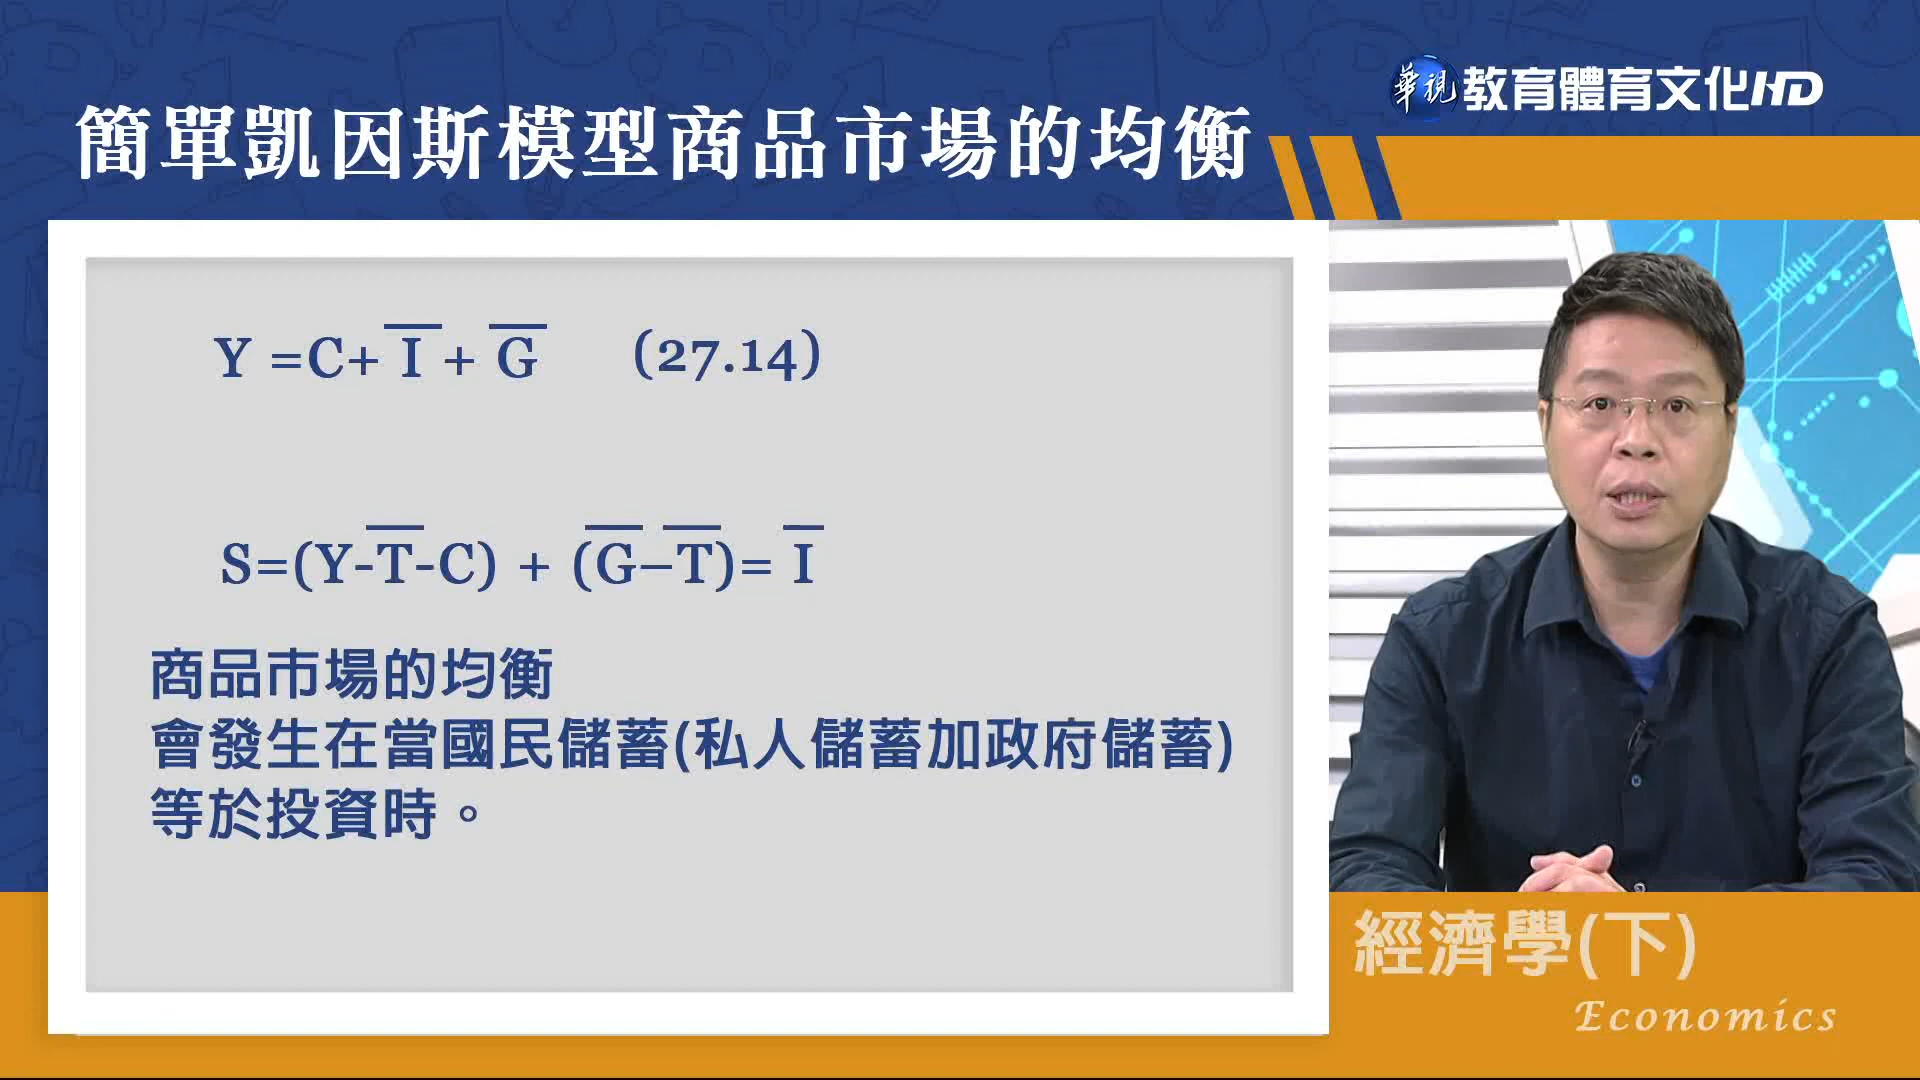 華視 教育體育文化HD
簡單凱因斯模型商品市場的均衡
Y =C+ I̅ + G̅ (27.14)
S=(Y-T̅-C) + (G̅–T̅)= I̅
商品市場的均衡
會發生在當國民儲蓄(私人儲蓄加政府儲蓄)
等於投資時。
經濟學(下)
Economics